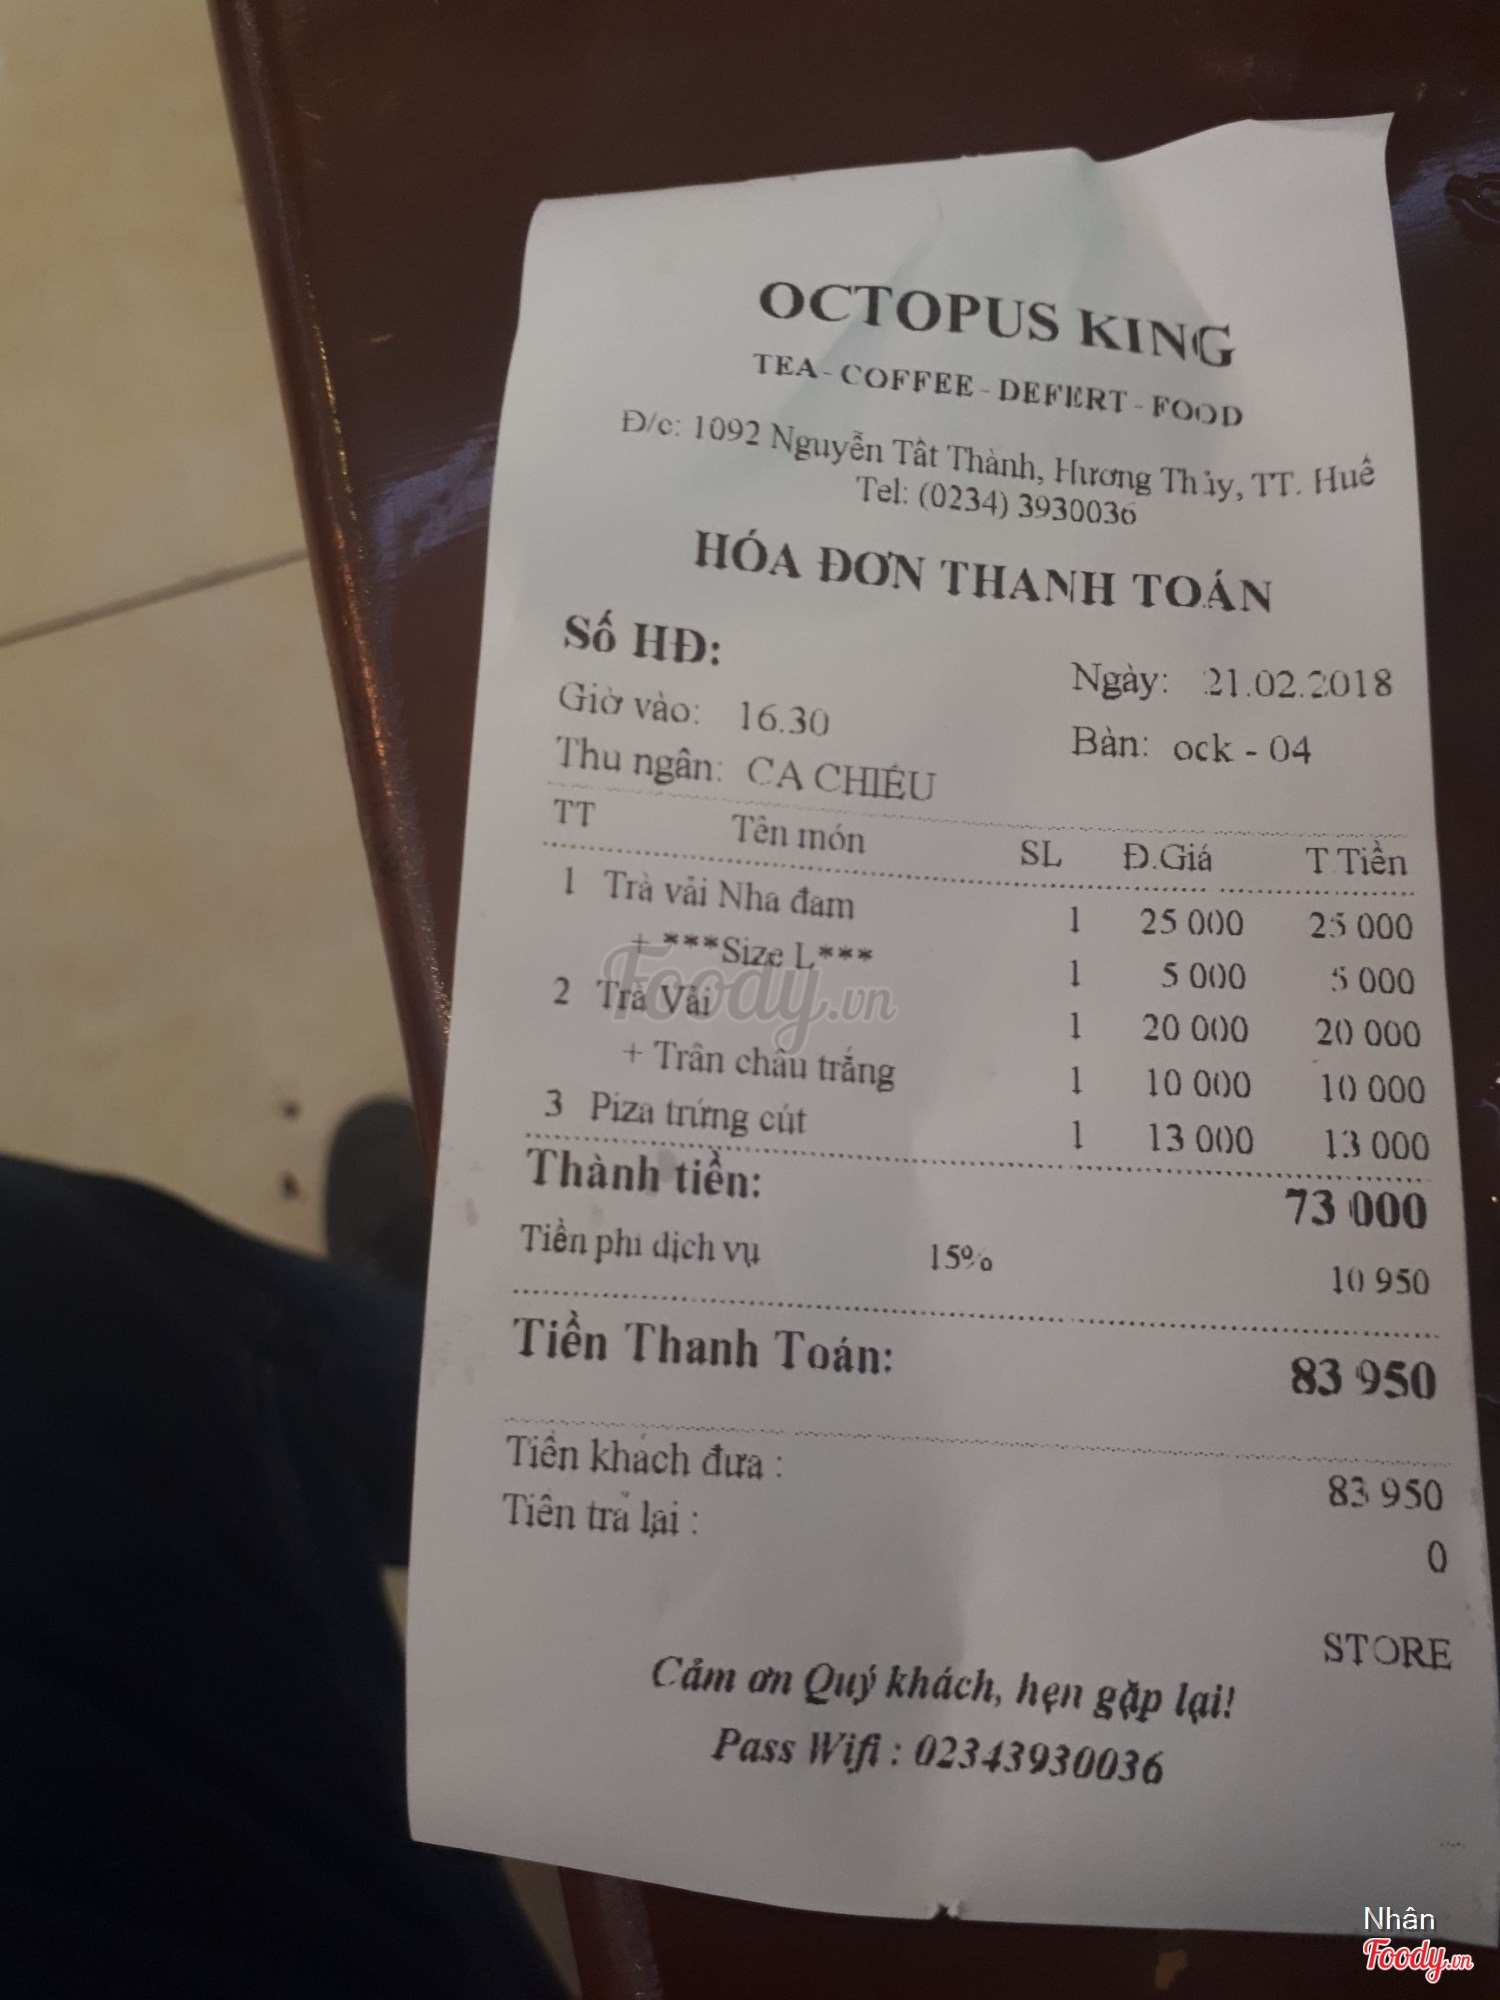 OCTOPUS KING
TEA - COFFEE - DEFERT - FOOD
Đ/c: 1092 Nguyễn Tât Thành, Hương Thủy, TT. Huê
Tel: (0234) 3930036
HÓA ĐƠN THANH TOÁN
Số HĐ:
Ngày: 21.02.2018
Giờ vào: 16.30
Bàn: ock - 04
Thu ngân: CA CHIỀU
TT Tên món SL Đ.Giá T Tiền
1 Trà vải Nha đam 1 25 000 25 000
+ ***Size L*** 1 5 000 5 000
2 Trà Vải 1 20 000 20 000
+ Trân châu trắng 1 10 000 10 000
3 Piza trứng cút 1 13 000 13 000
Thành tiền: 73 000
Tiền phí dịch vụ 15% 10 950
Tiền Thanh Toán: 83 950
Tiền khách đưa : 83 950
Tiền trả lại : 0
STORE
Cảm ơn Quý khách, hẹn gặp lại!
Pass Wifi : 02343930036
Foody.vn
Nhân
Foody.vn